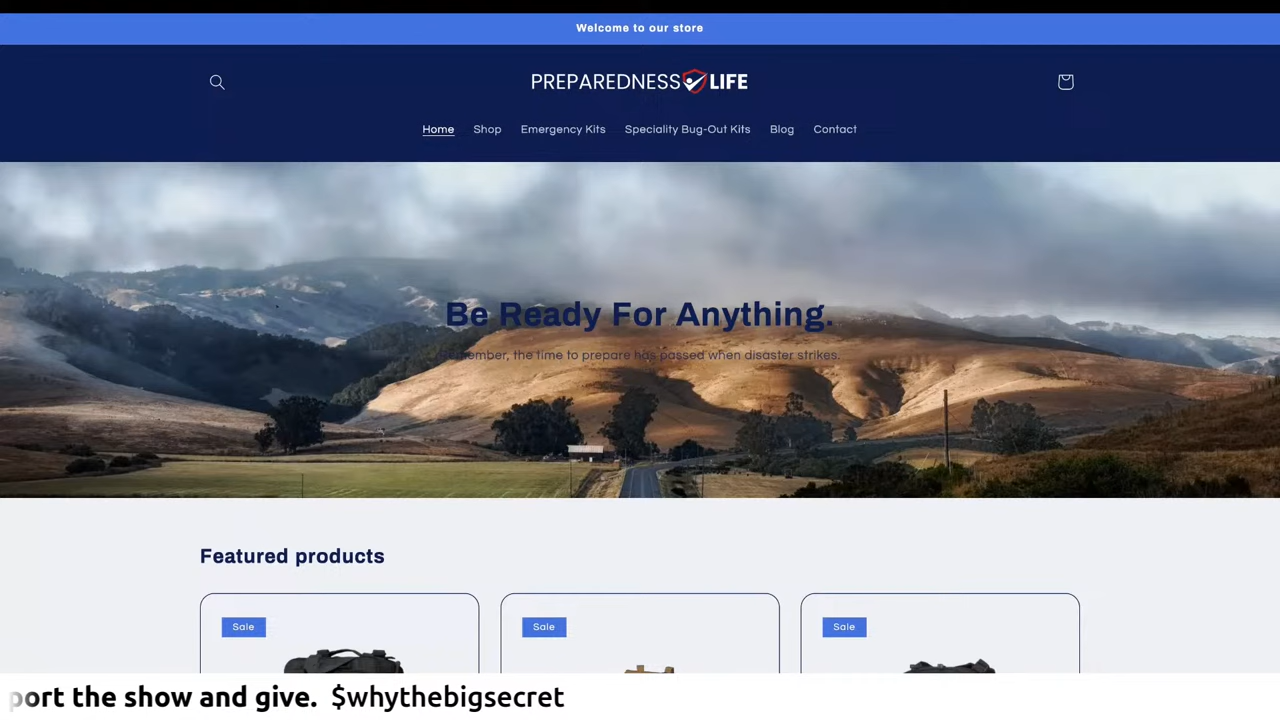 Welcome to our store
PREPAREDNESS LIFE
Home Shop Emergency Kits Speciality Bug-Out Kits Blog Contact
Be Ready For Anything.
Remember, the time to prepare has passed when disaster strikes.
Featured products
Sale Sale Sale
port the show and give. $whythebigsecret